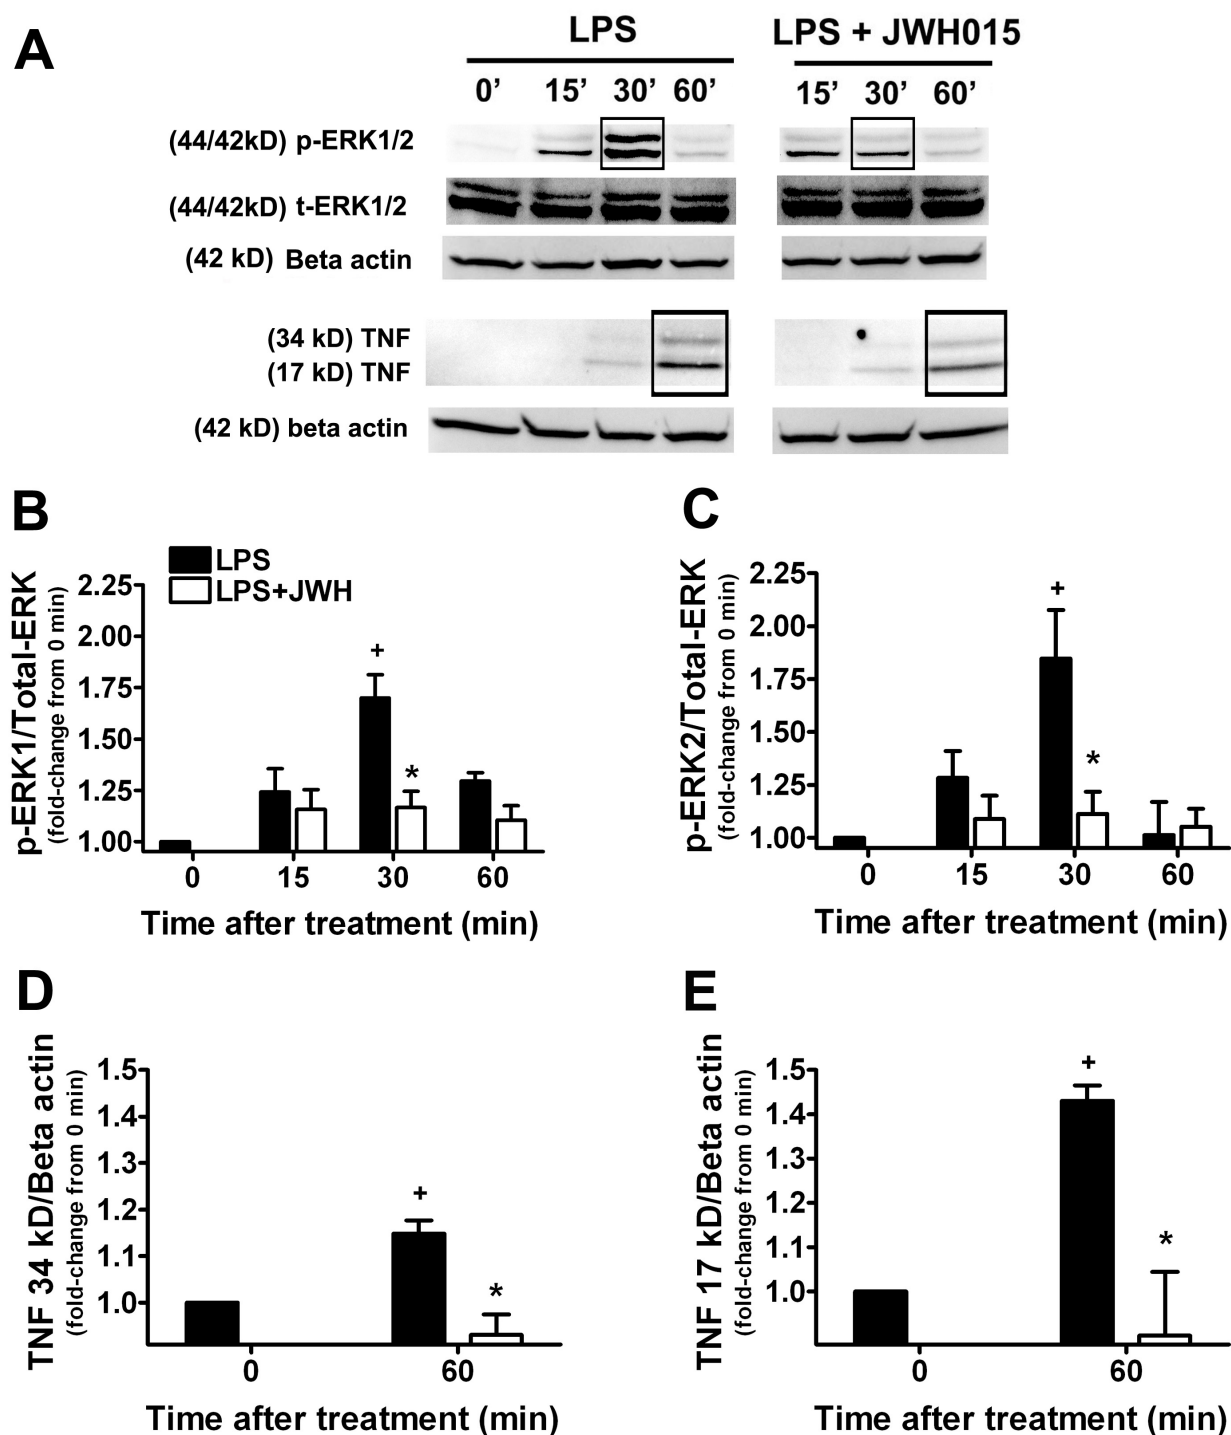 A
LPS
LPS + JWH015
0’ 15’ 30’ 60’ 15’ 30’ 60’
(44/42kD) p-ERK1/2
(44/42kD) t-ERK1/2
(42 kD) Beta actin
(34 kD) TNF
(17 kD) TNF
(42 kD) beta actin
B
LPS
LPS+JWH
p-ERK1/Total-ERK
(fold-change from 0 min)
2.25
2.00
1.75
1.50
1.25
1.00
+
*
0 15 30 60
Time after treatment (min)
C
p-ERK2/Total-ERK
(fold-change from 0 min)
2.25
2.00
1.75
1.50
1.25
1.00
+
*
0 15 30 60
Time after treatment (min)
D
TNF 34 kD/Beta actin
(fold-change from 0 min)
1.5
1.4
1.3
1.2
1.1
1.0
+
*
0 60
Time after treatment (min)
E
TNF 17 kD/Beta actin
(fold-change from 0 min)
1.5
1.4
1.3
1.2
1.1
1.0
+
*
0 60
Time after treatment (min)